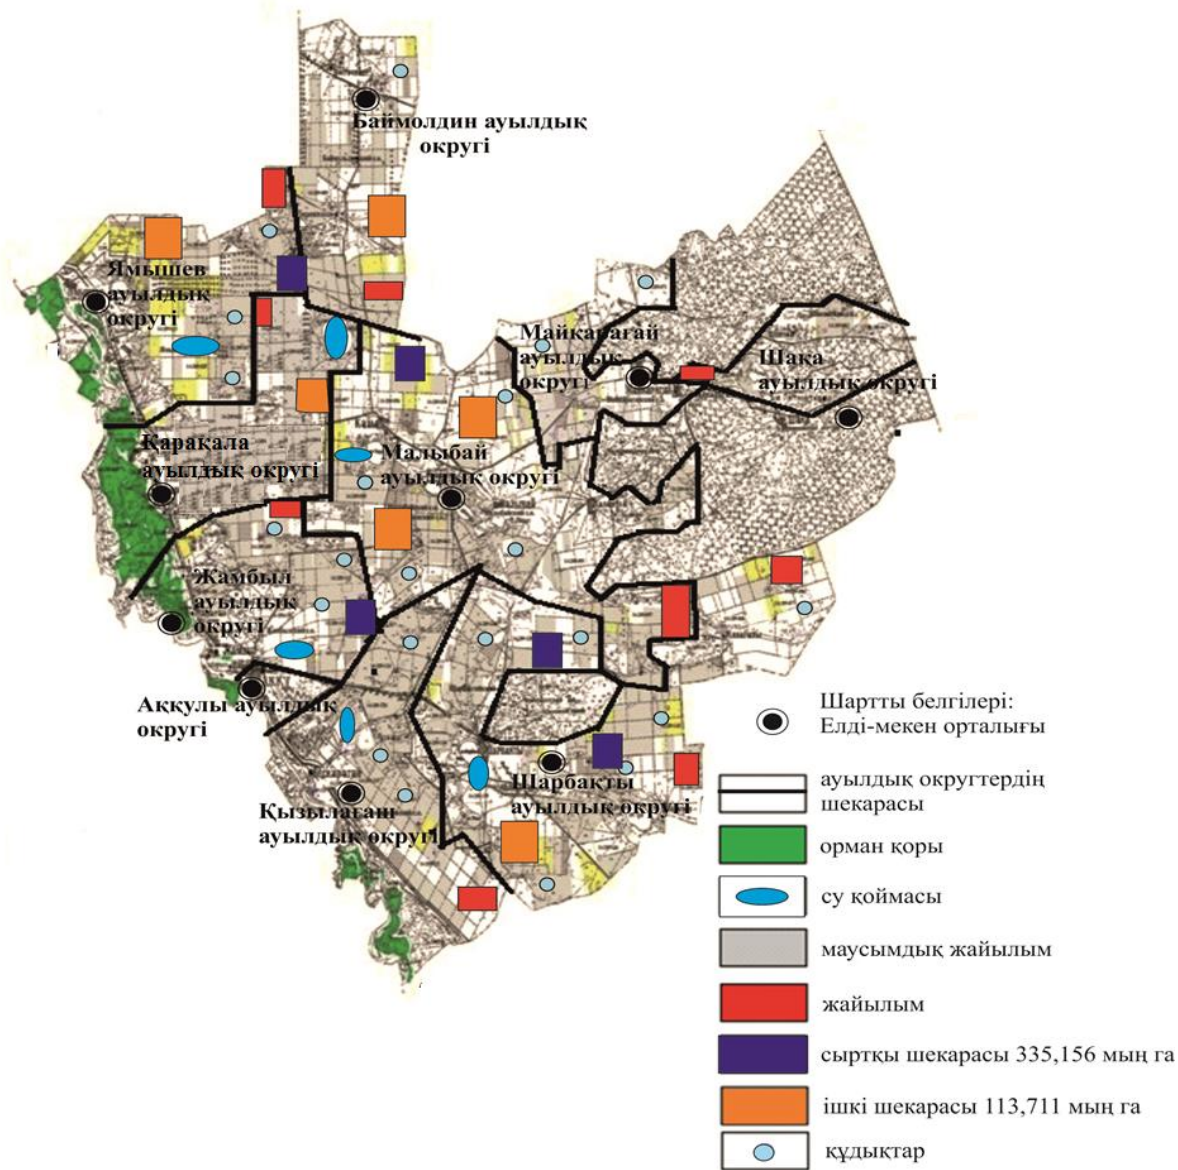 Баймолдин ауылдық
округі
Ямышев
ауылдық
округі
Майқарағай
ауылдық
округі
Шақа
ауылдық округі
Қарақала
ауылдық округі
Малыбай
ауылдық округі
Жамбыл
ауылдық
округі
Аққулы ауылдық
округі
Қызылағаш
ауылдық округі
Шарбақты
ауылдық округі
Шартты белгілері:
Елді-мекен орталығы
ауылдық округтердің
шекарасы
орман қоры
су қоймасы
маусымдық жайылым
жайылым
сыртқы шекарасы 335,156 мың га
ішкі шекарасы 113,711 мың га
құдықтар